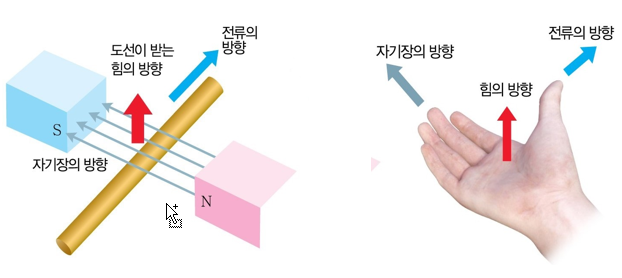 도선이 받는
힘의 방향
전류의
방향
S
자기장의 방향
N
자기장의 방향
힘의 방향
전류의 방향